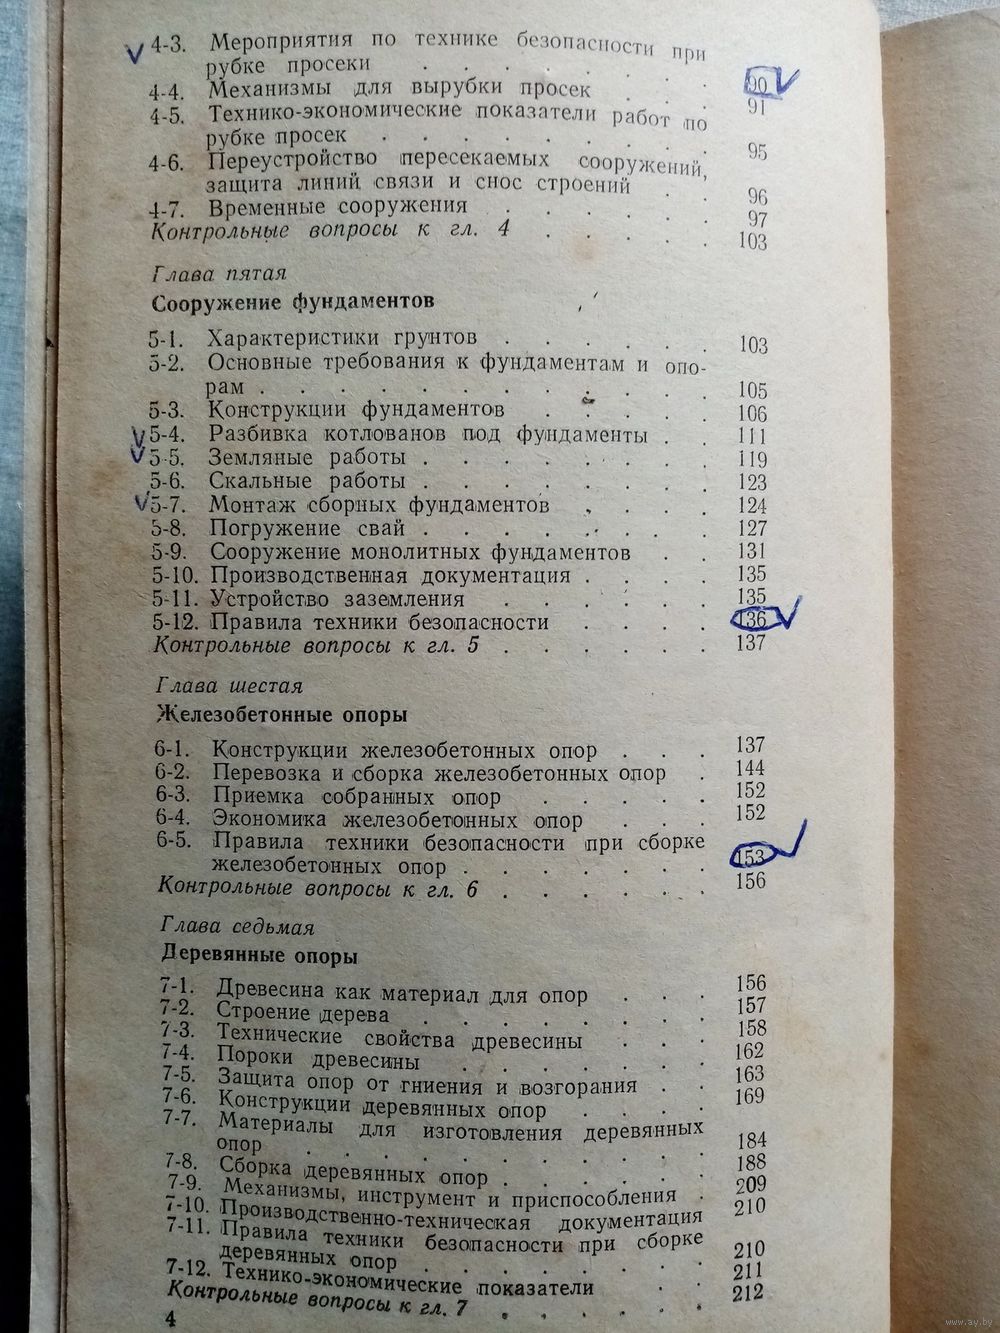 4-3. Мероприятия по технике безопасности при
рубке просеки . . . . . . . 90
4-4. Механизмы для вырубки просек . . . 91
4-5. Технико-экономические показатели работ по
рубке просек . . . . . . . . 95
4-6. Переустройство пересекаемых сооружений,
защита линий связи и снос строений . . 96
4-7. Временные сооружения . . . . . . 97
Контрольные вопросы к гл. 4 . . . . . 103
Глава пятая
Сооружение фундаментов
5-1. Характеристики грунтов . . . . . . 103
5-2. Основные требования к фундаментам и опо-
рам . . . . . . . . . . . . 105
5-3. Конструкции фундаментов . . . . . 106
5-4. Разбивка котлованов под фундаменты . . 111
5-5. Земляные работы . . . . . . . . 119
5-6. Скальные работы . . . . . . . . 123
5-7. Монтаж сборных фундаментов . . . . 124
5-8. Погружение свай . . . . . . . . 127
5-9. Сооружение монолитных фундаментов . . 131
5-10. Производственная документация . . . . 135
5-11. Устройство заземления . . . . . . 135
5-12. Правила техники безопасности . . . . 136
Контрольные вопросы к гл. 5 . . . . . . 137
Глава шестая
Железобетонные опоры
6-1. Конструкции железобетонных опор . . . 137
6-2. Перевозка и сборка железобетонных опор . 144
6-3. Приемка собранных опор . . . . . 152
6-4. Экономика железобетонных опор . . . 152
6-5. Правила техники безопасности при сборке
железобетонных опор . . . . . . . 153
Контрольные вопросы к гл. 6 . . . . . . 156
Глава седьмая
Деревянные опоры
7-1. Древесина как материал для опор . . . 156
7-2. Строение дерева . . . . . . . . 157
7-3. Технические свойства древесины . . . 158
7-4. Пороки древесины . . . . . . . 162
7-5. Защита опор от гниения и возгорания . . 163
7-6. Конструкции деревянных опор . . . . 169
7-7. Материалы для изготовления деревянных
опор . . . . . . . . . . . 184
7-8. Сборка деревянных опор . . . . . . 188
7-9. Механизмы, инструмент и приспособления . 209
7-10. Производственно-техническая документация 210
7-11. Правила техники безопасности при сборке
деревянных опор . . . . . . . . 210
7-12. Технико-экономические показатели . . 211
Контрольные вопросы к гл. 7 . . . . . . 212
4
www.ay.by